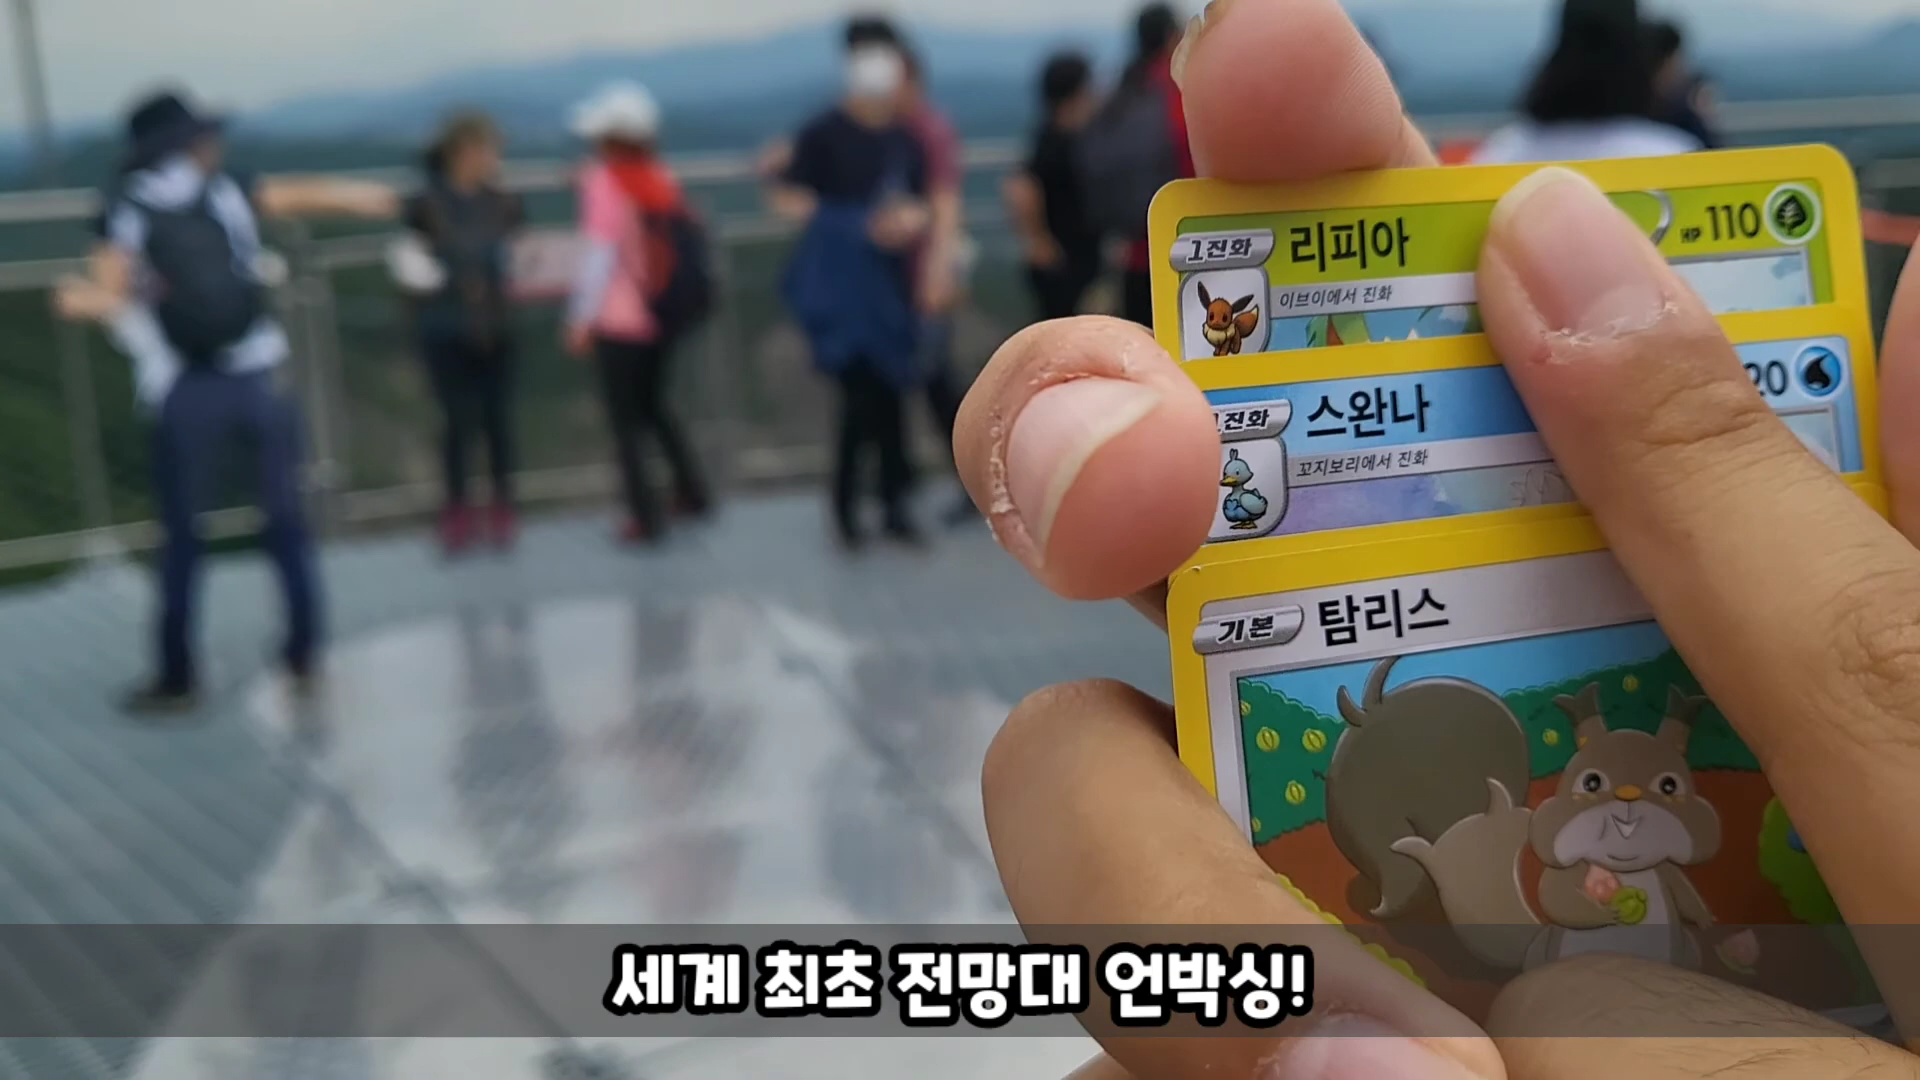 1진화 리피아 HP 110
이브이에서 진화
진화 스완나 20
꼬지보리에서 진화
기본 탐리스
세계 최초 전망대 언박싱!